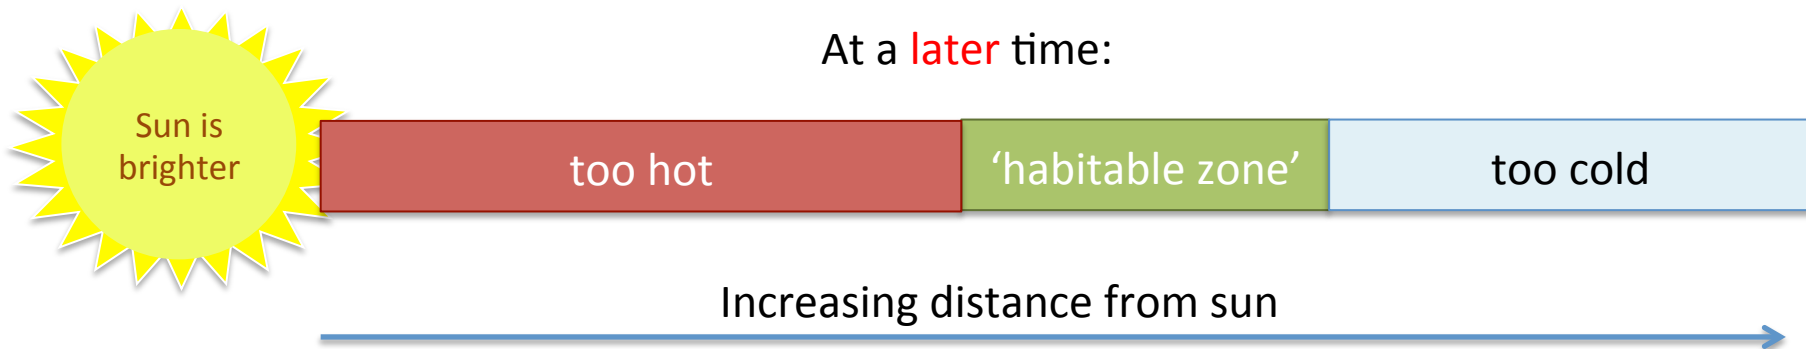 At a later time:
Sun is
brighter
too hot
‘habitable zone’
too cold
Increasing distance from sun